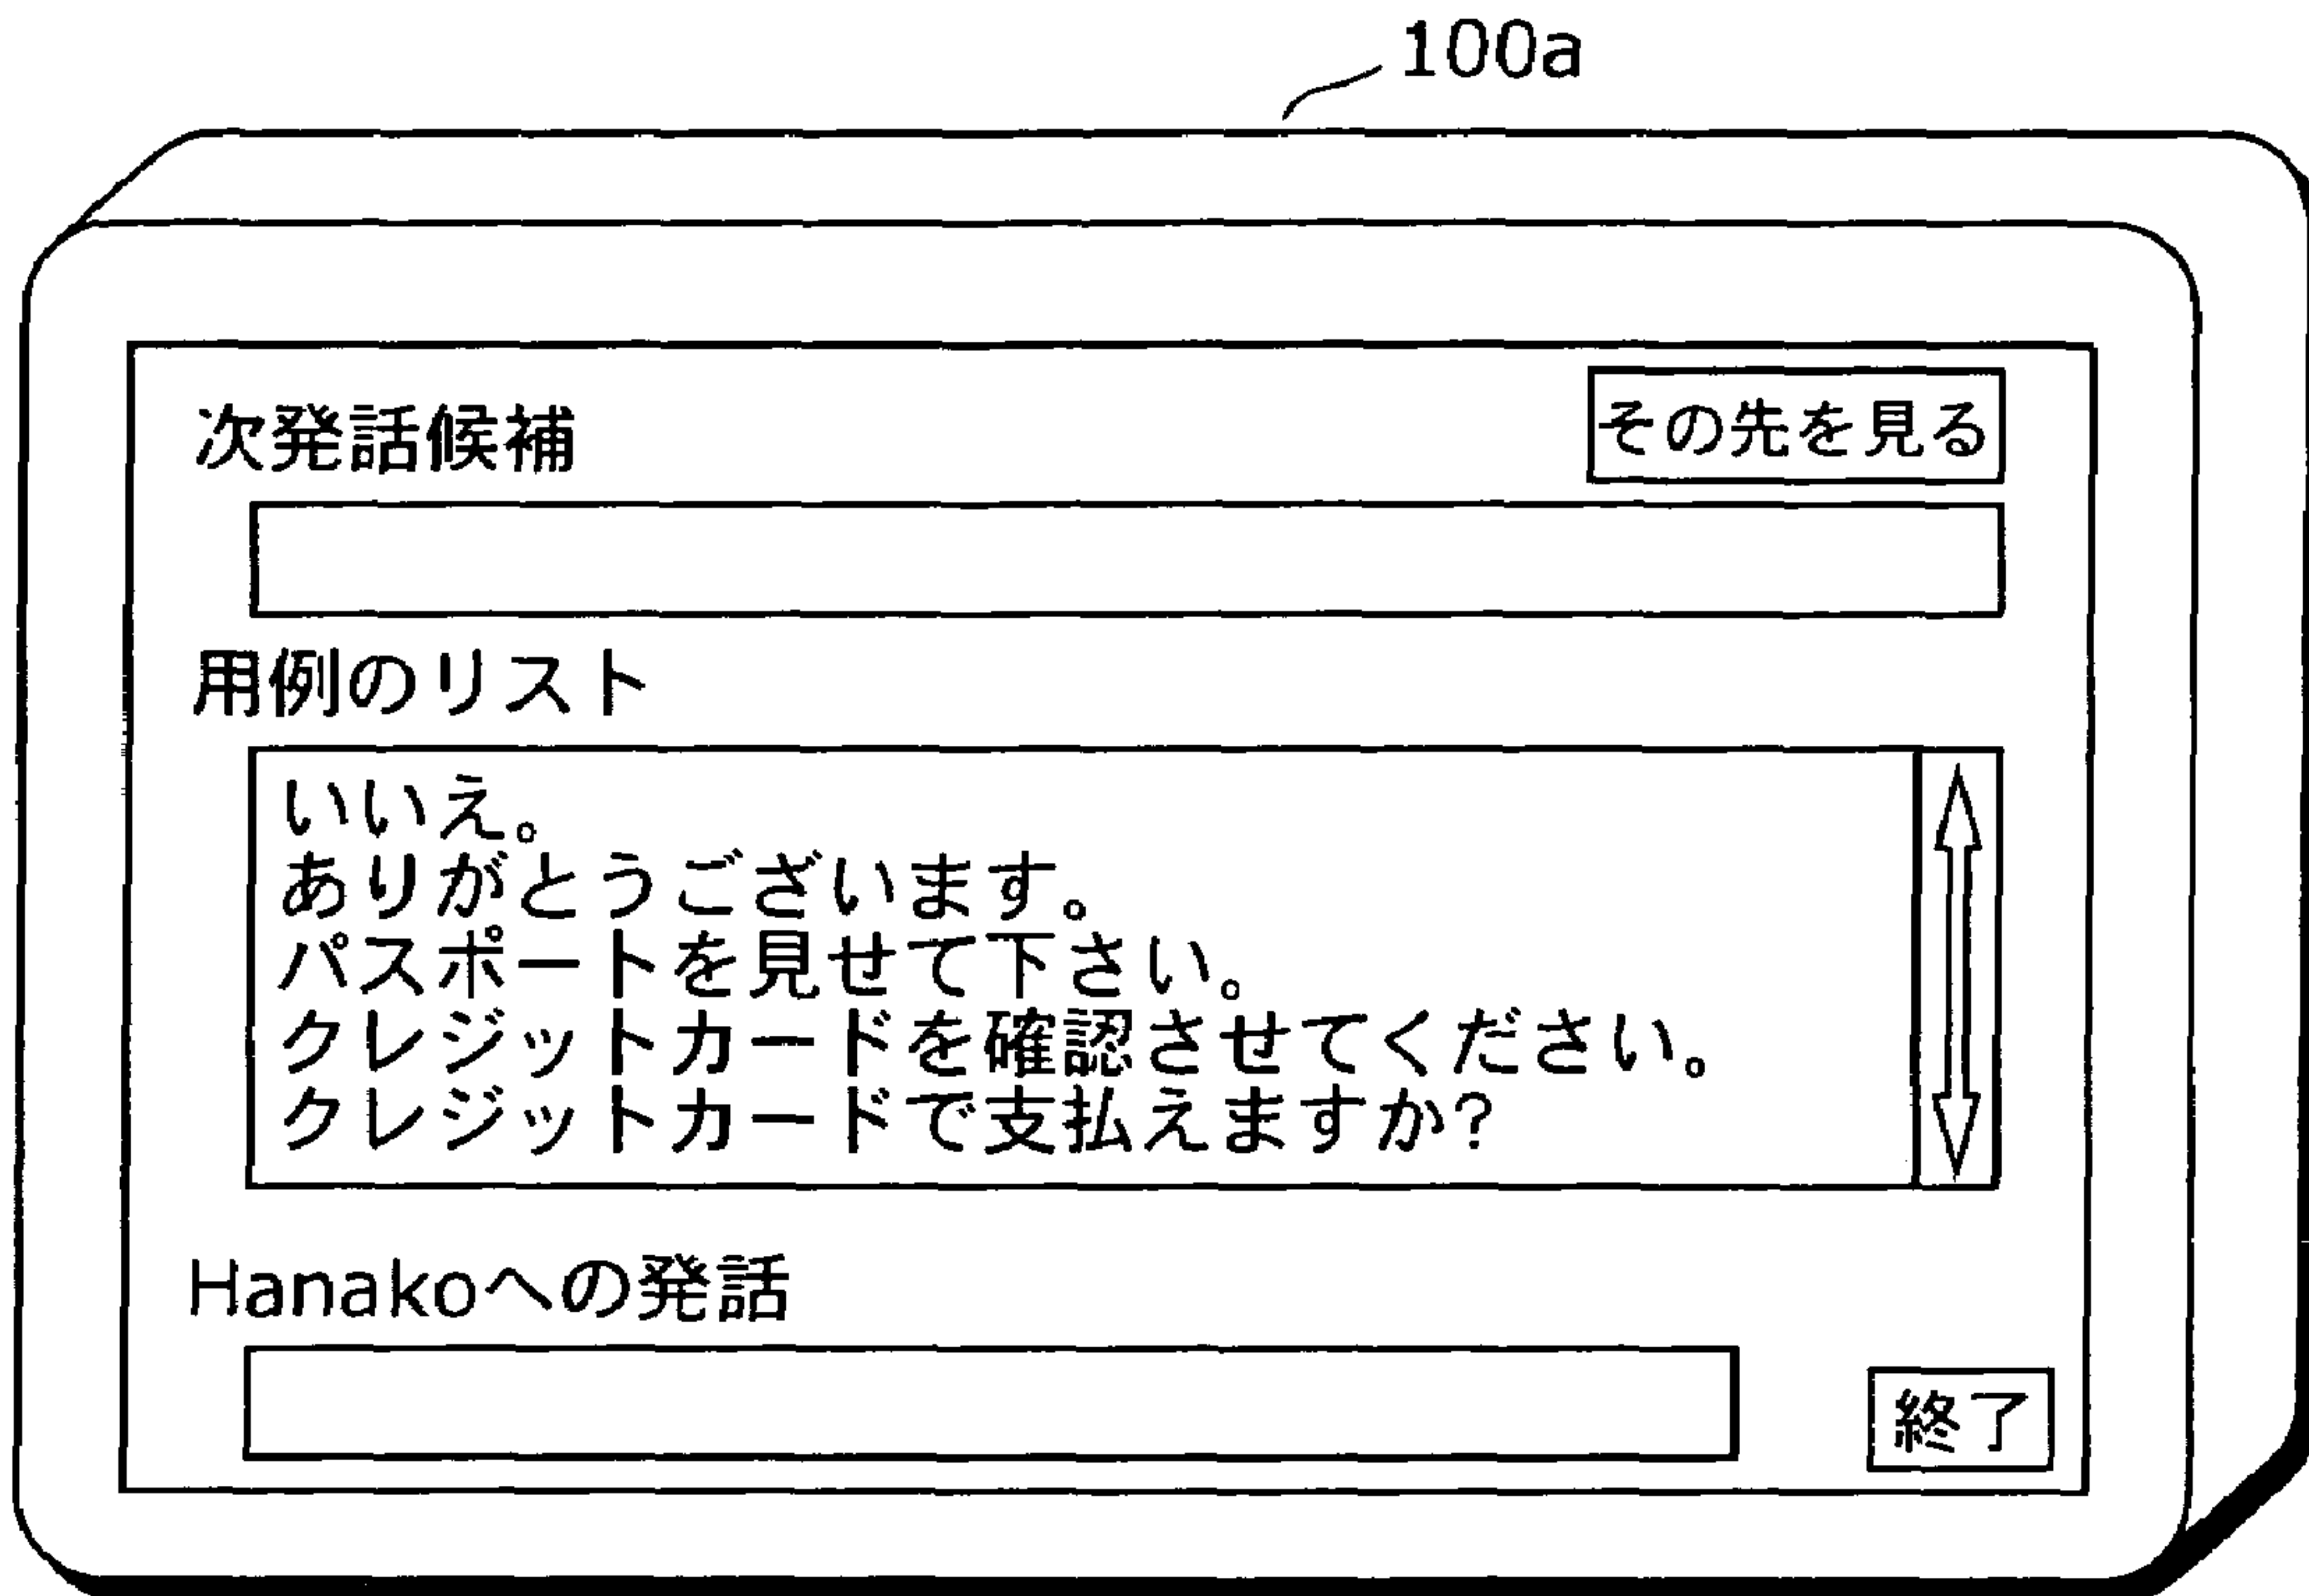 100a
次発話候補
その先を見る
用例のリスト
いいえ。
ありがとうございます。
パスポートを見せて下さい。
クレジットカードを確認させてください。
クレジットカードで支払えますか?
Hanakoへの発話
終了